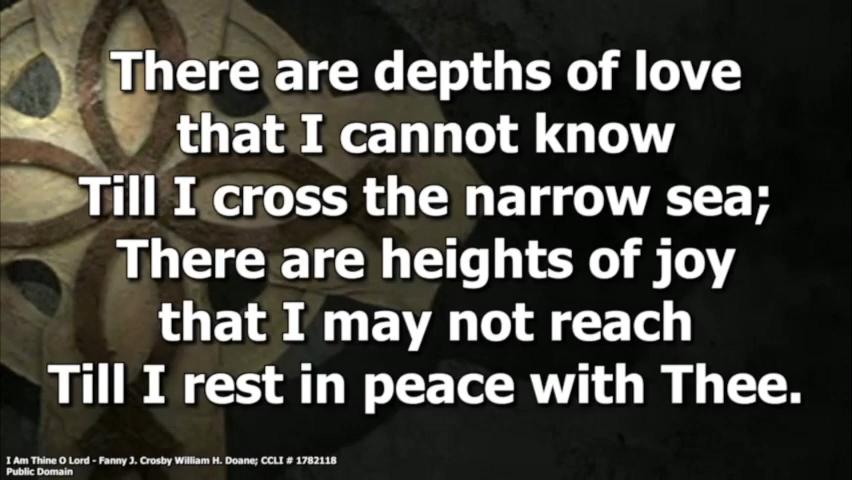 There are depths of love
that I cannot know
Till I cross the narrow sea;
There are heights of joy
that I may not reach
Till I rest in peace with Thee.
I Am Thine O Lord - Fanny J. Crosby William H. Doane; CCLI # 1782118
Public Domain